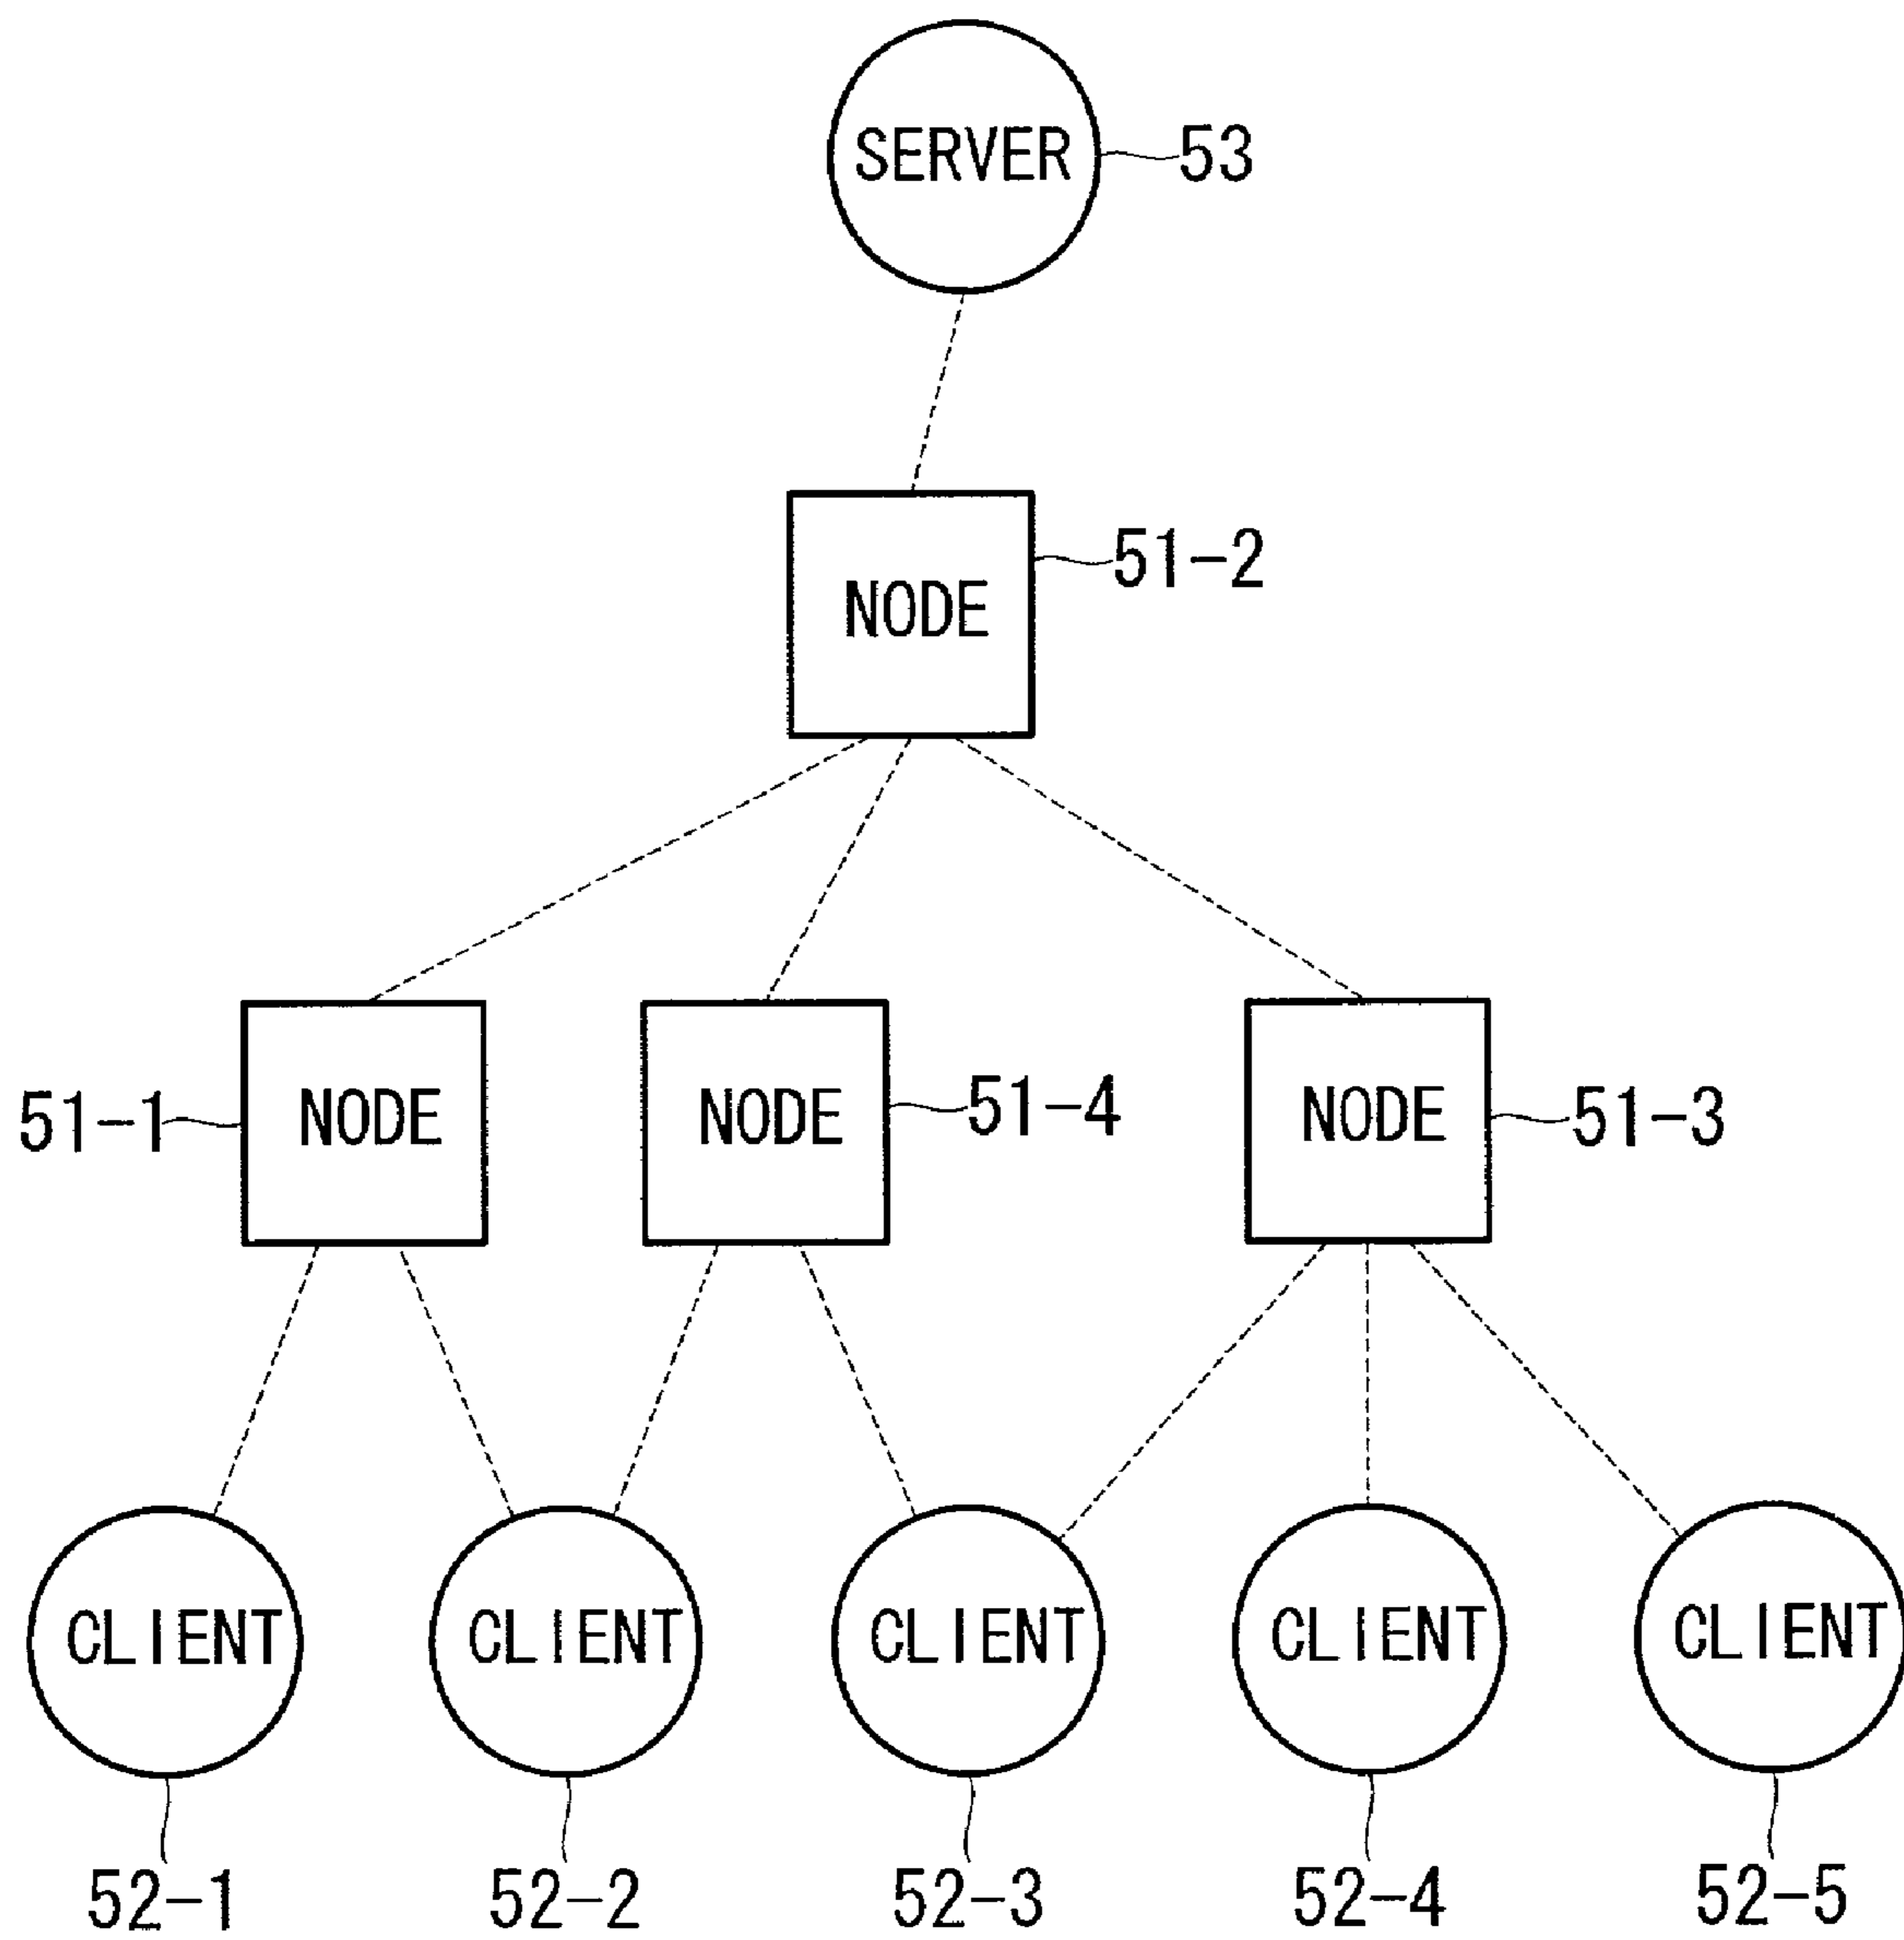 SERVER
53
NODE
51-2
51-1
NODE
NODE
51-4
NODE
51-3
CLIENT
CLIENT
CLIENT
CLIENT
CLIENT
52-1
52-2
52-3
52-4
52-5